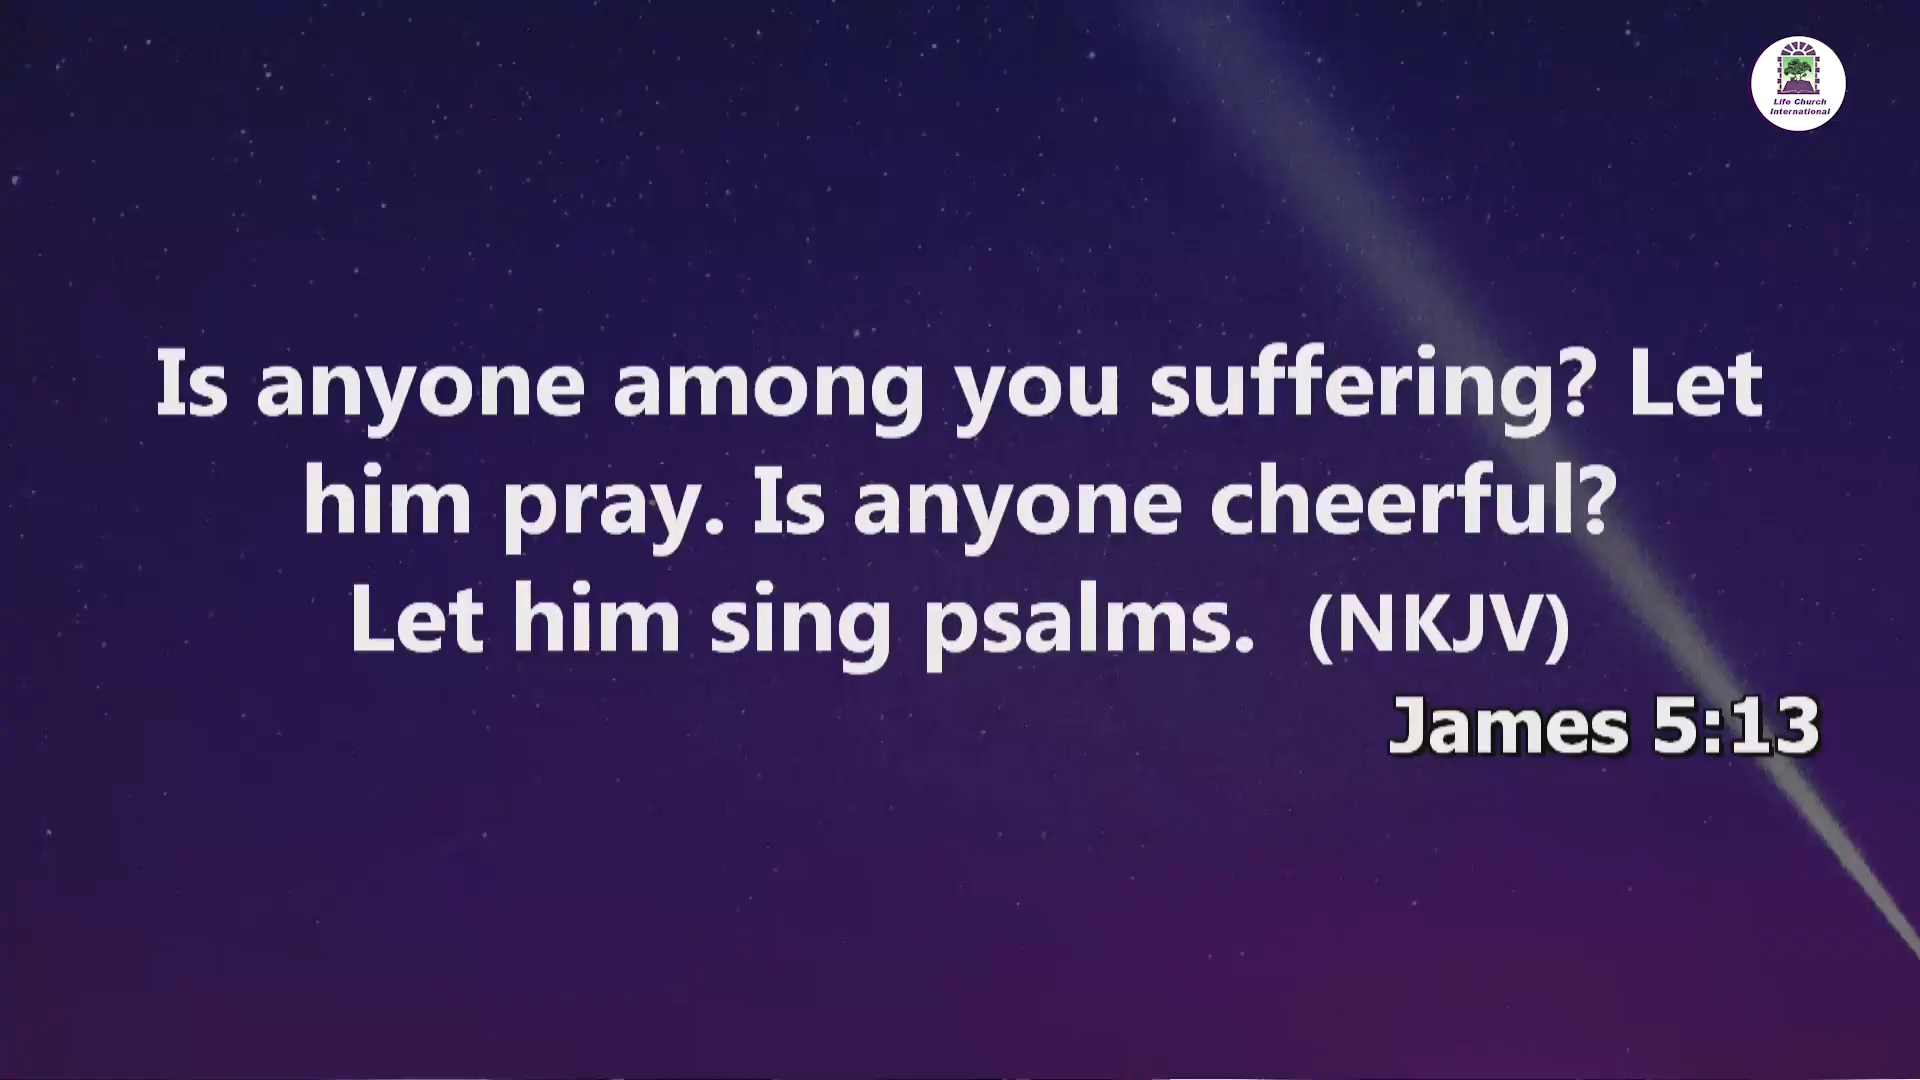 Life Church
International
Is anyone among you suffering? Let
him pray. Is anyone cheerful?
Let him sing psalms.  (NKJV)
James 5:13